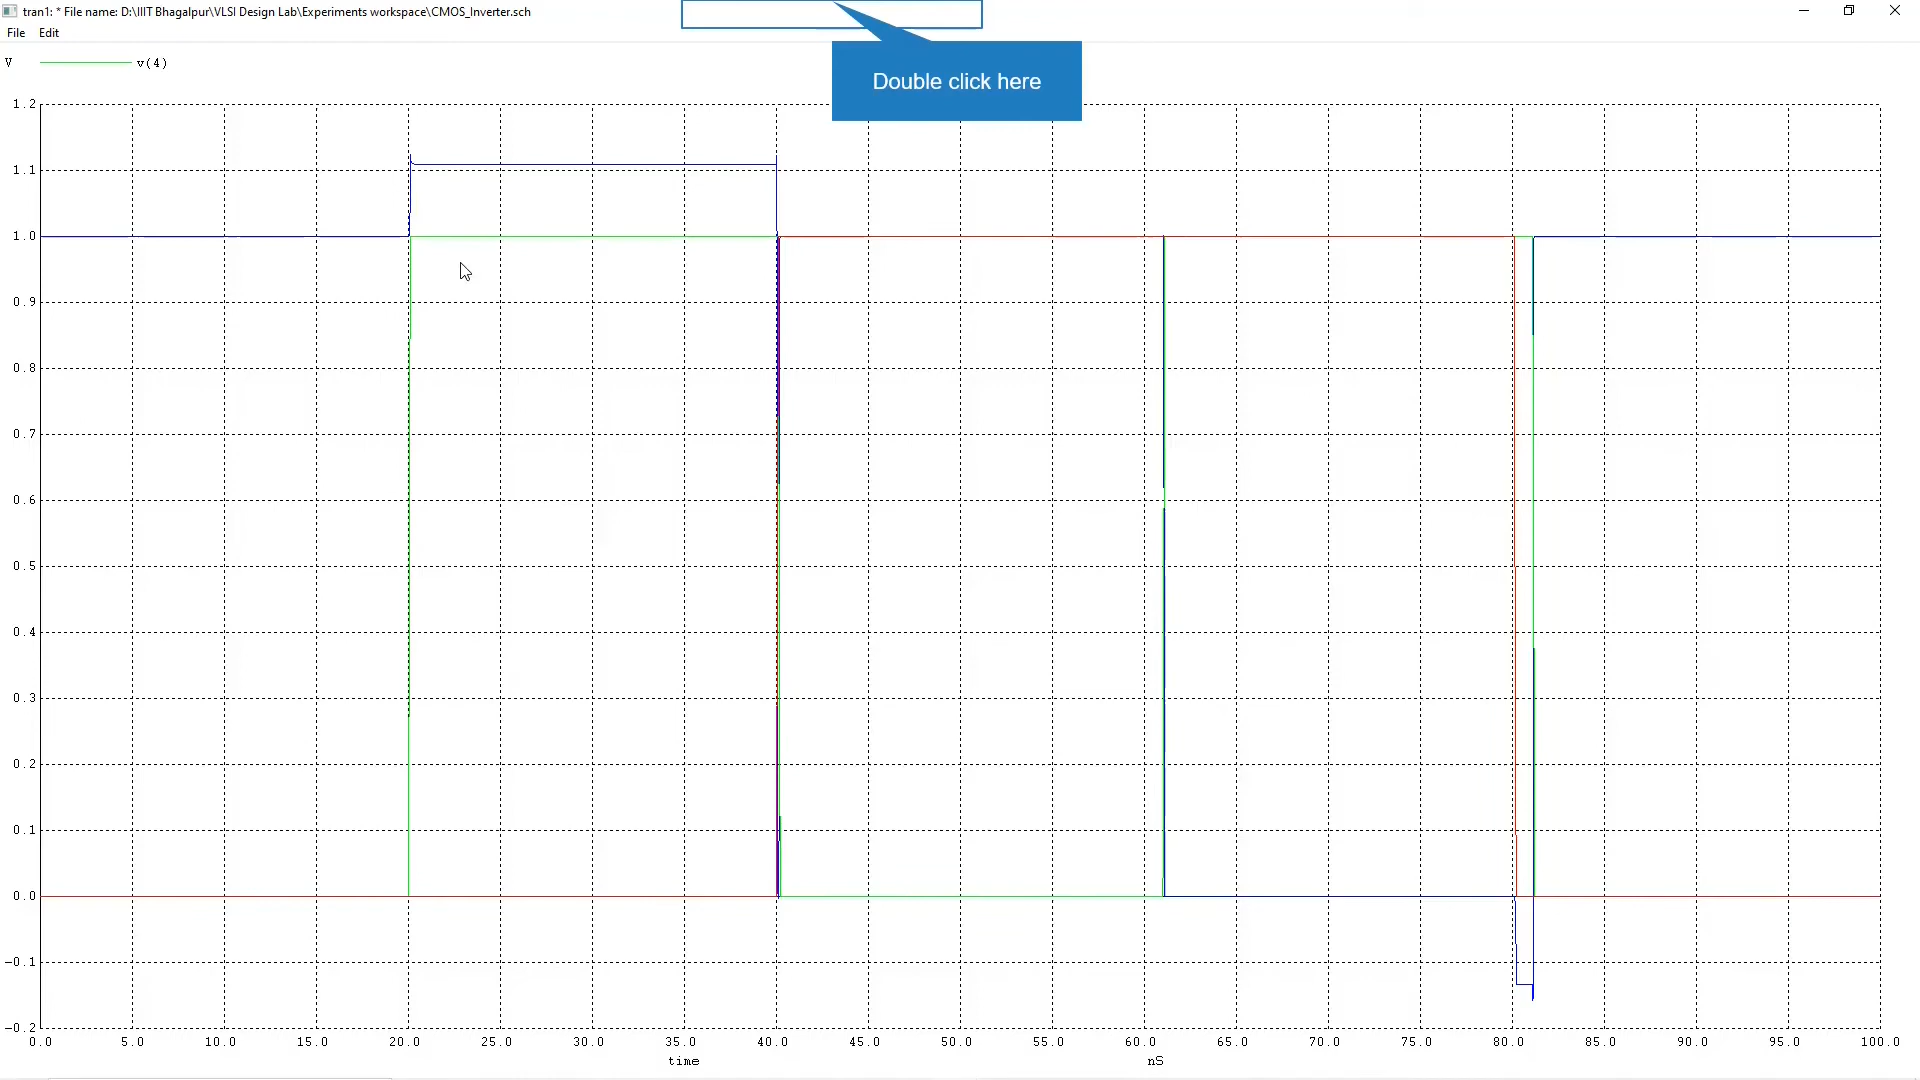 tran1: * File name: D:\IIIT Bhagalpur\VLSI Design Lab\Experiments workspace\CMOS_Inverter.sch
File Edit
Double click here
V v(4)
1.2
1.1
1.0
0.9
0.8
0.7
0.6
0.5
0.4
0.3
0.2
0.1
0.0
-0.1
-0.2
0.0 5.0 10.0 15.0 20.0 25.0 30.0 35.0 40.0 45.0 50.0 55.0 60.0 65.0 70.0 75.0 80.0 85.0 90.0 95.0 100.0
time nS